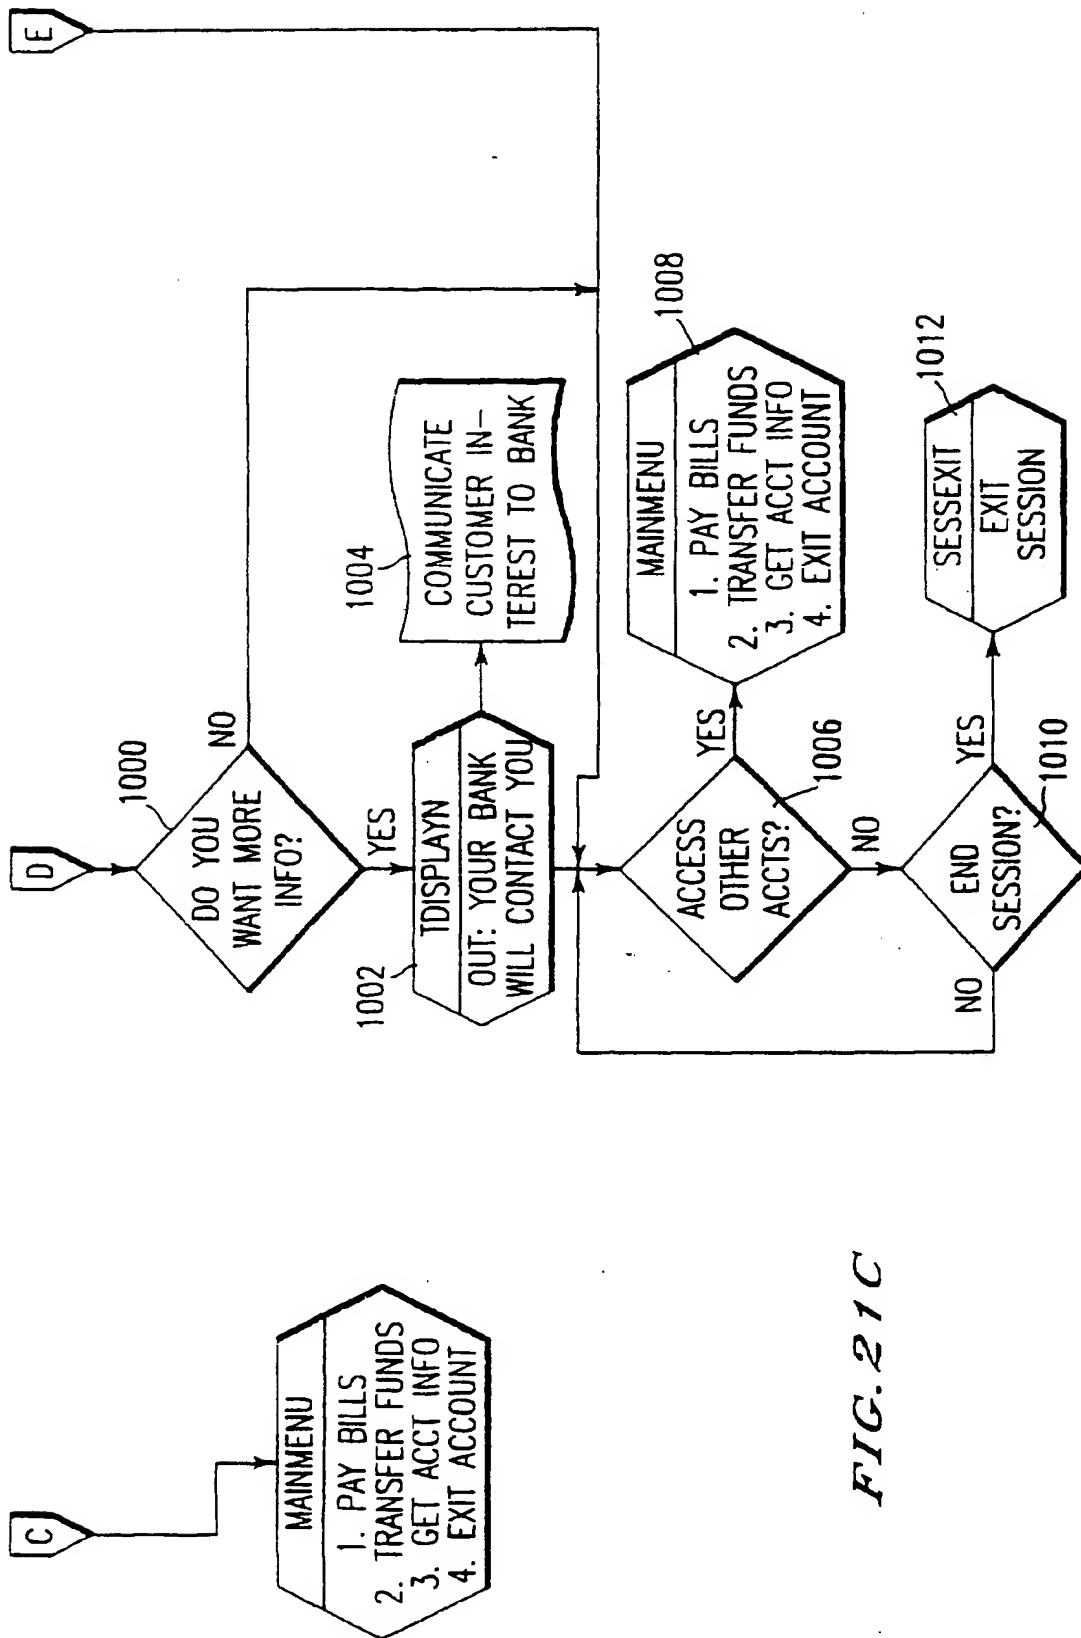 C
MAINMENU
1. PAY BILLS
2. TRANSFER FUNDS
3. GET ACCT INFO
4. EXIT ACCOUNT
D
1000
DO YOU
WANT MORE
INFO?
NO
YES
1002
TDISPLAYN
OUT: YOUR BANK
WILL CONTACT YOU
1004
COMMUNICATE
CUSTOMER IN-
TEREST TO BANK
E
ACCESS
OTHER
ACCTS?
1006
YES
NO
MAINMENU
1008
1. PAY BILLS
2. TRANSFER FUNDS
3. GET ACCT INFO
4. EXIT ACCOUNT
END
SESSION?
1010
NO
YES
SESSEXIT
1012
EXIT
SESSION
FIG. 21C